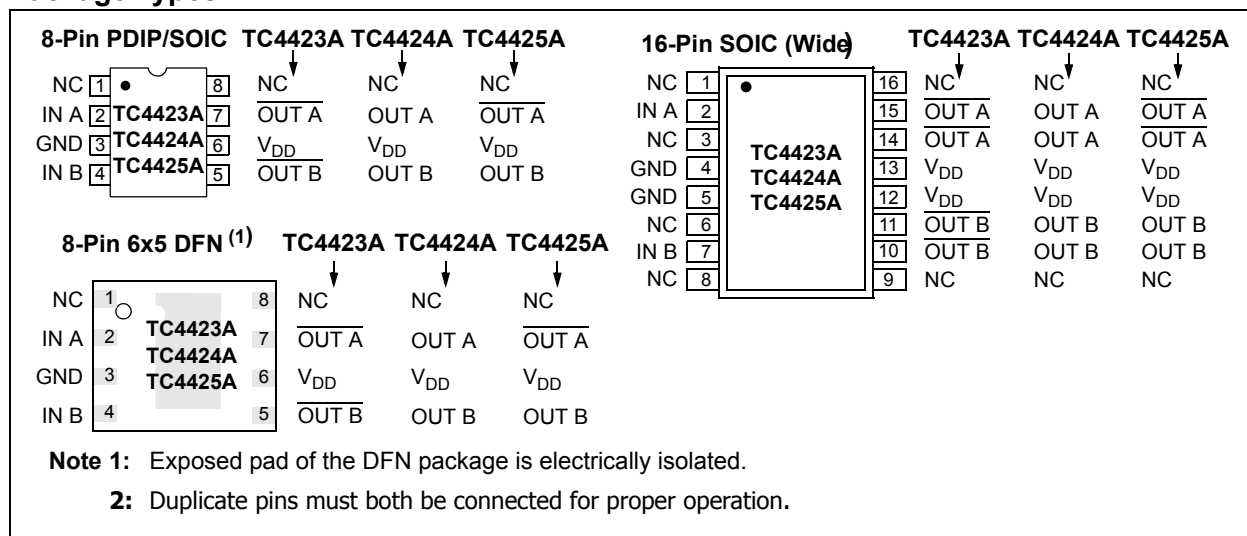 8-Pin PDIP/SOIC TC4423A TC4424A TC4425A
NC 1 8 NC NC NC
IN A 2 TC4423A 7 OUT A OUT A OUT A
GND 3 TC4424A 6 VDD VDD VDD
IN B 4 TC4425A 5 OUT B OUT B OUT B
8-Pin 6x5 DFN (1) TC4423A TC4424A TC4425A
NC 1 8 NC NC NC
IN A 2 TC4423A 7 OUT A OUT A OUT A
TC4424A
GND 3 TC4425A 6 VDD VDD VDD
IN B 4 5 OUT B OUT B OUT B
16-Pin SOIC (Wide) TC4423A TC4424A TC4425A
NC 1 16 NC NC NC
IN A 2 15 OUT A OUT A OUT A
NC 3 14 OUT A OUT A OUT A
TC4423A
GND 4 13 VDD VDD VDD
TC4424A
GND 5 12 VDD VDD VDD
TC4425A
NC 6 11 OUT B OUT B OUT B
IN B 7 10 OUT B OUT B OUT B
NC 8 9 NC NC NC
Note 1: Exposed pad of the DFN package is electrically isolated.
2: Duplicate pins must both be connected for proper operation.